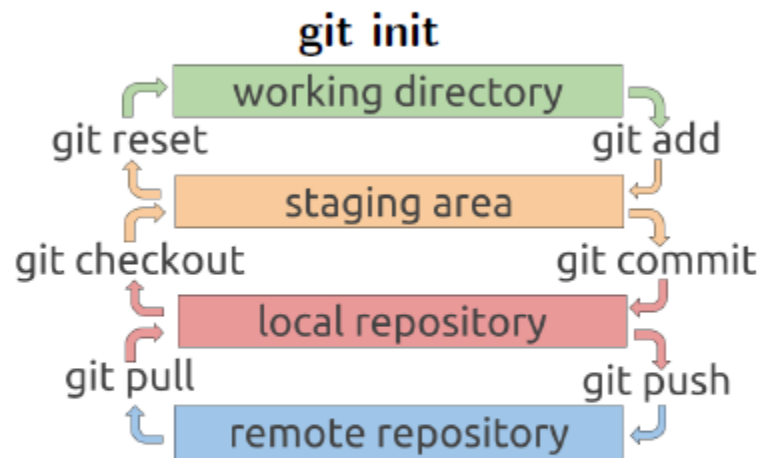 git init
working directory
git reset
git add
staging area
git checkout
git commit
local repository
git pull
git push
remote repository